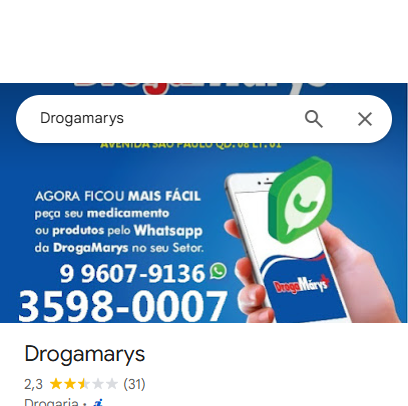 DrogaMarys
Drogamarys
AVENIDA SÃO PAULO QD. 08 LT. 01
AGORA FICOU MAIS FÁCIL
peça seu medicamento
ou produtos pelo Whatsapp
da DrogaMarys no seu Setor.
9 9607-9136
3598-0007
DrogaMárys
Drogamarys
2,3 (31)
Drogaria ·